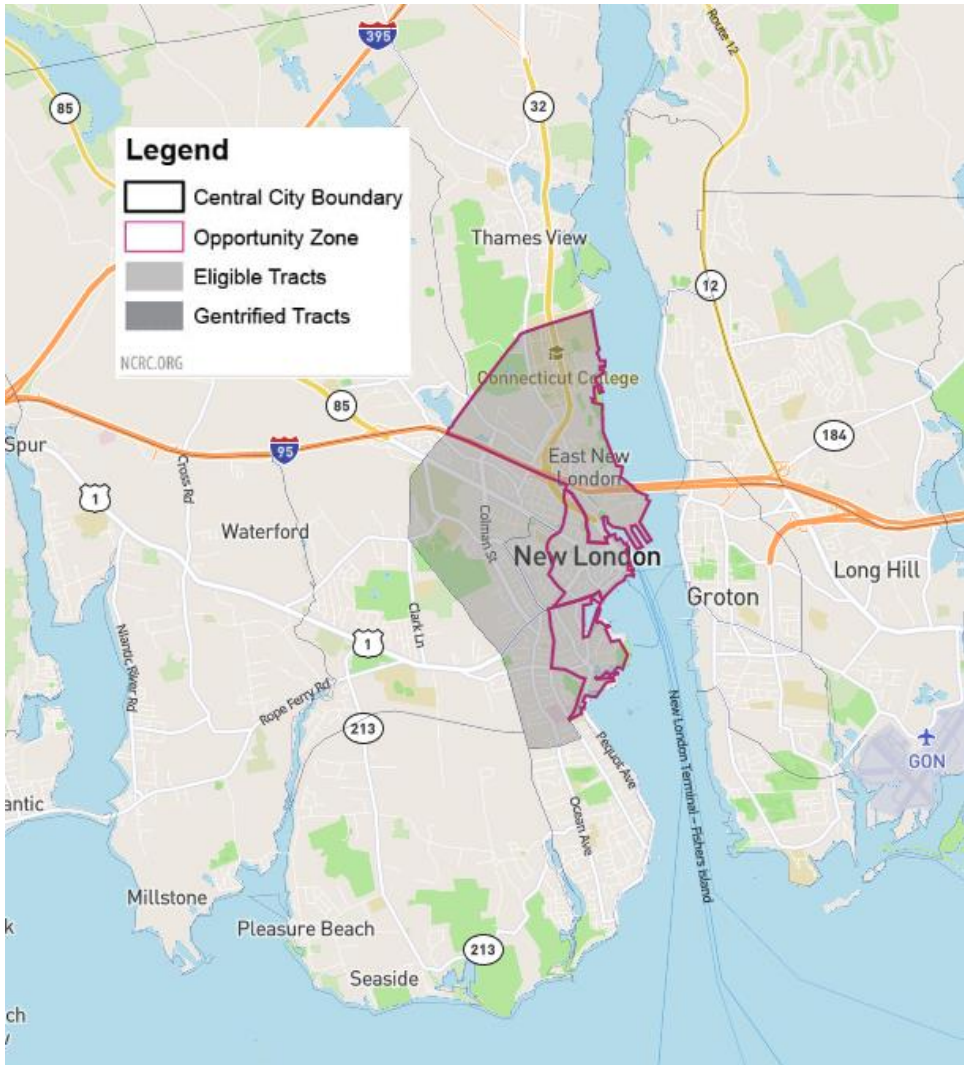 395
Route 12
85
32
Legend
Central City Boundary
Opportunity Zone
Eligible Tracts
Gentrified Tracts
NCRC.ORG
Thames View
12
Connecticut College
85
184
Spur
95
East New
London
1
Cross Rd
Colman St
Waterford
New London
Long Hill
Groton
Clark Ln
1
Niantic River Rd
Rope Ferry Rd
213
GON
Pequot Ave
New London Terminal – Fishers Island
antic
Ocean Ave
Millstone
Pleasure Beach
213
k
Seaside
ch